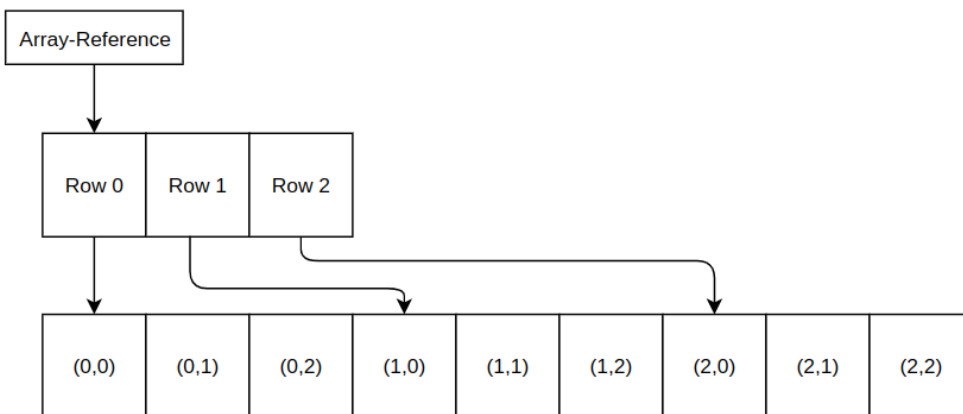 Array-Reference
Row 0 Row 1 Row 2
(0,0) (0,1) (0,2) (1,0) (1,1) (1,2) (2,0) (2,1) (2,2)